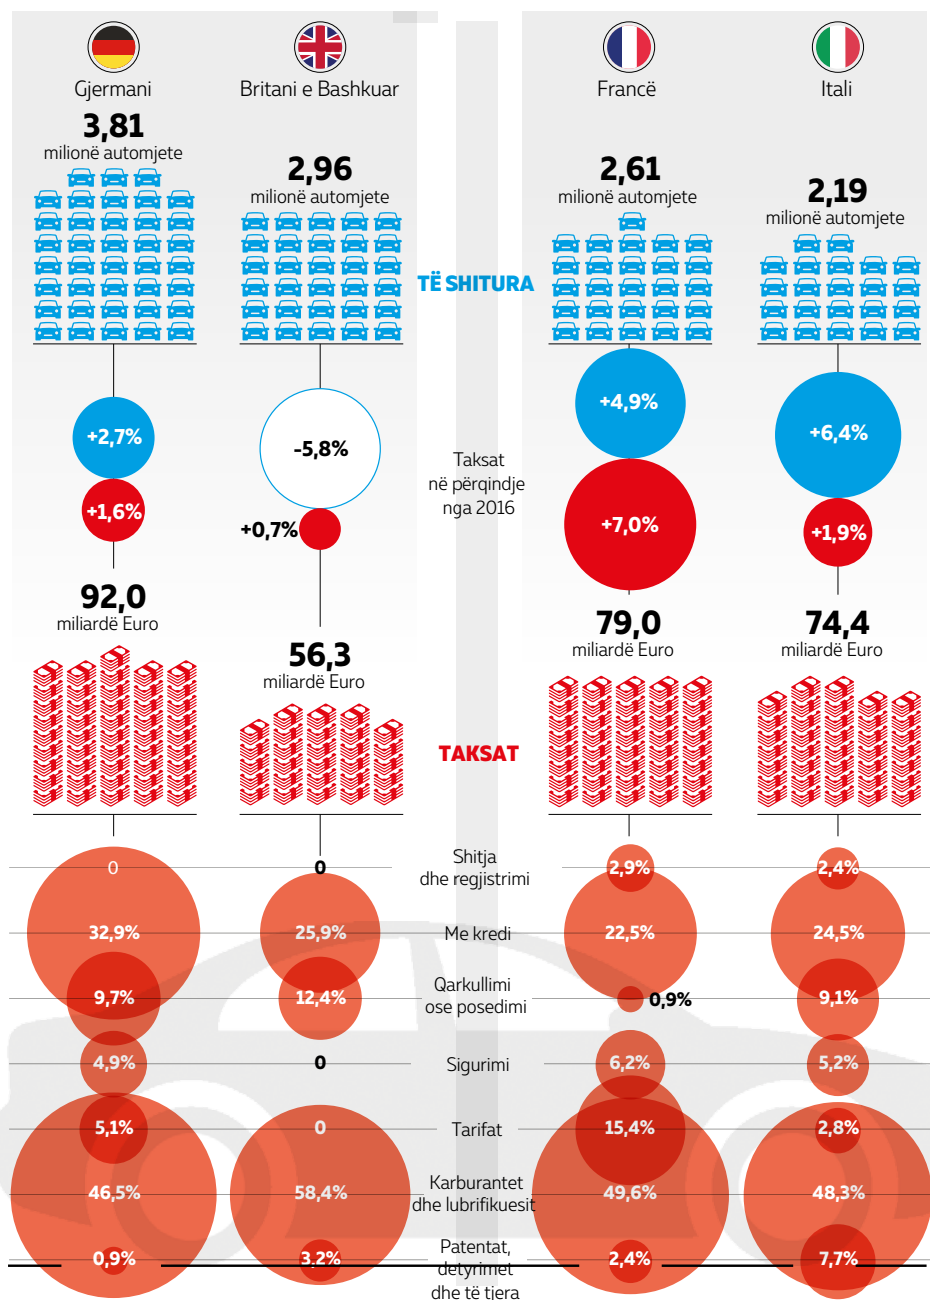 Gjermani
Britani e Bashkuar
Francë
Itali
3,81
milionë automjete
2,96
milionë automjete
2,61
milionë automjete
2,19
milionë automjete
TË SHITURA
+2,7%
-5,8%
+4,9%
+6,4%
Taksat
në përqindje
nga 2016
+1,6%
+0,7%
+7,0%
+1,9%
92,0
miliardë Euro
56,3
miliardë Euro
79,0
miliardë Euro
74,4
miliardë Euro
TAKSAT
Shitja
dhe regjistrimi
0
0
2,9%
2,4%
Me kredi
32,9%
25,9%
22,5%
24,5%
Qarkullimi
ose posedimi
9,7%
12,4%
0,9%
9,1%
Sigurimi
4,9%
0
6,2%
5,2%
Tarifat
5,1%
0
15,4%
2,8%
Karburantet
dhe lubrifikuesit
46,5%
58,4%
49,6%
48,3%
Patentat,
detyrimet
dhe të tjera
0,9%
3,2%
2,4%
7,7%